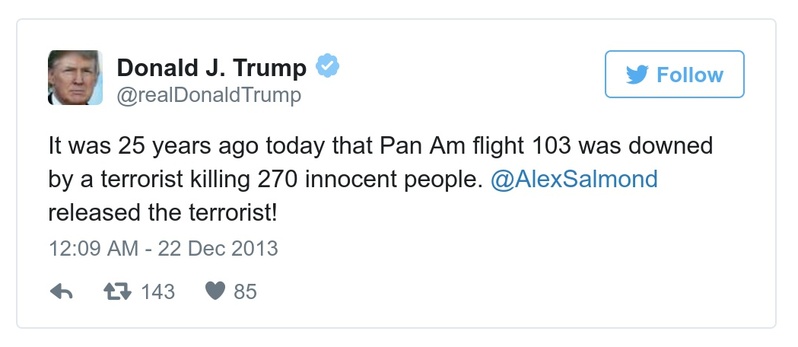 Donald J. Trump
@realDonaldTrump
Follow
It was 25 years ago today that Pan Am flight 103 was downed
by a terrorist killing 270 innocent people. @AlexSalmond
released the terrorist!
12:09 AM - 22 Dec 2013
143 85